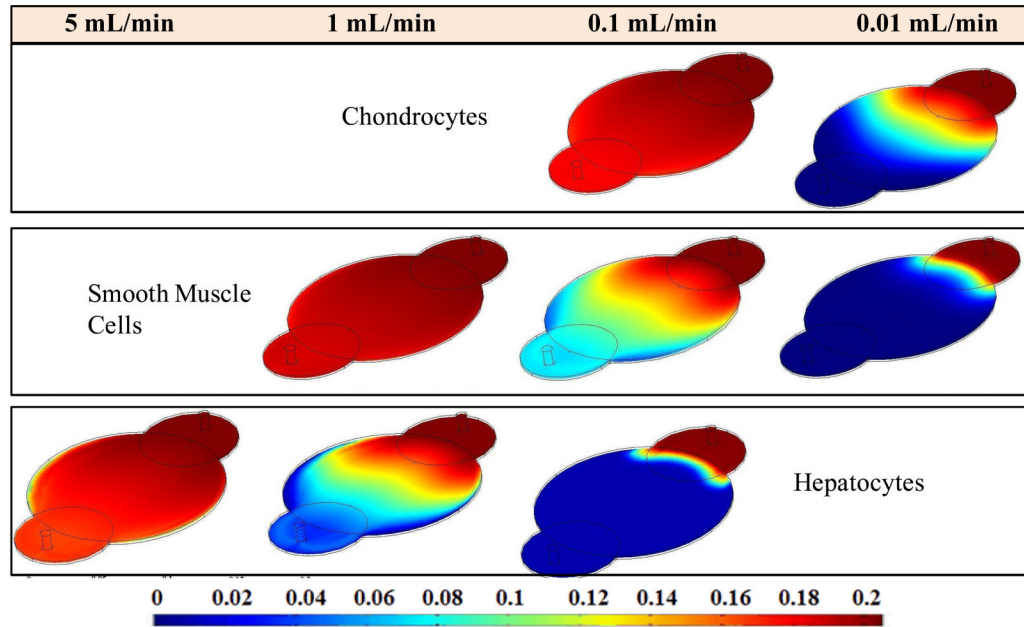 5 mL/min 1 mL/min 0.1 mL/min 0.01 mL/min
Chondrocytes
Smooth Muscle
Cells
Hepatocytes
0 0.02 0.04 0.06 0.08 0.1 0.12 0.14 0.16 0.18 0.2